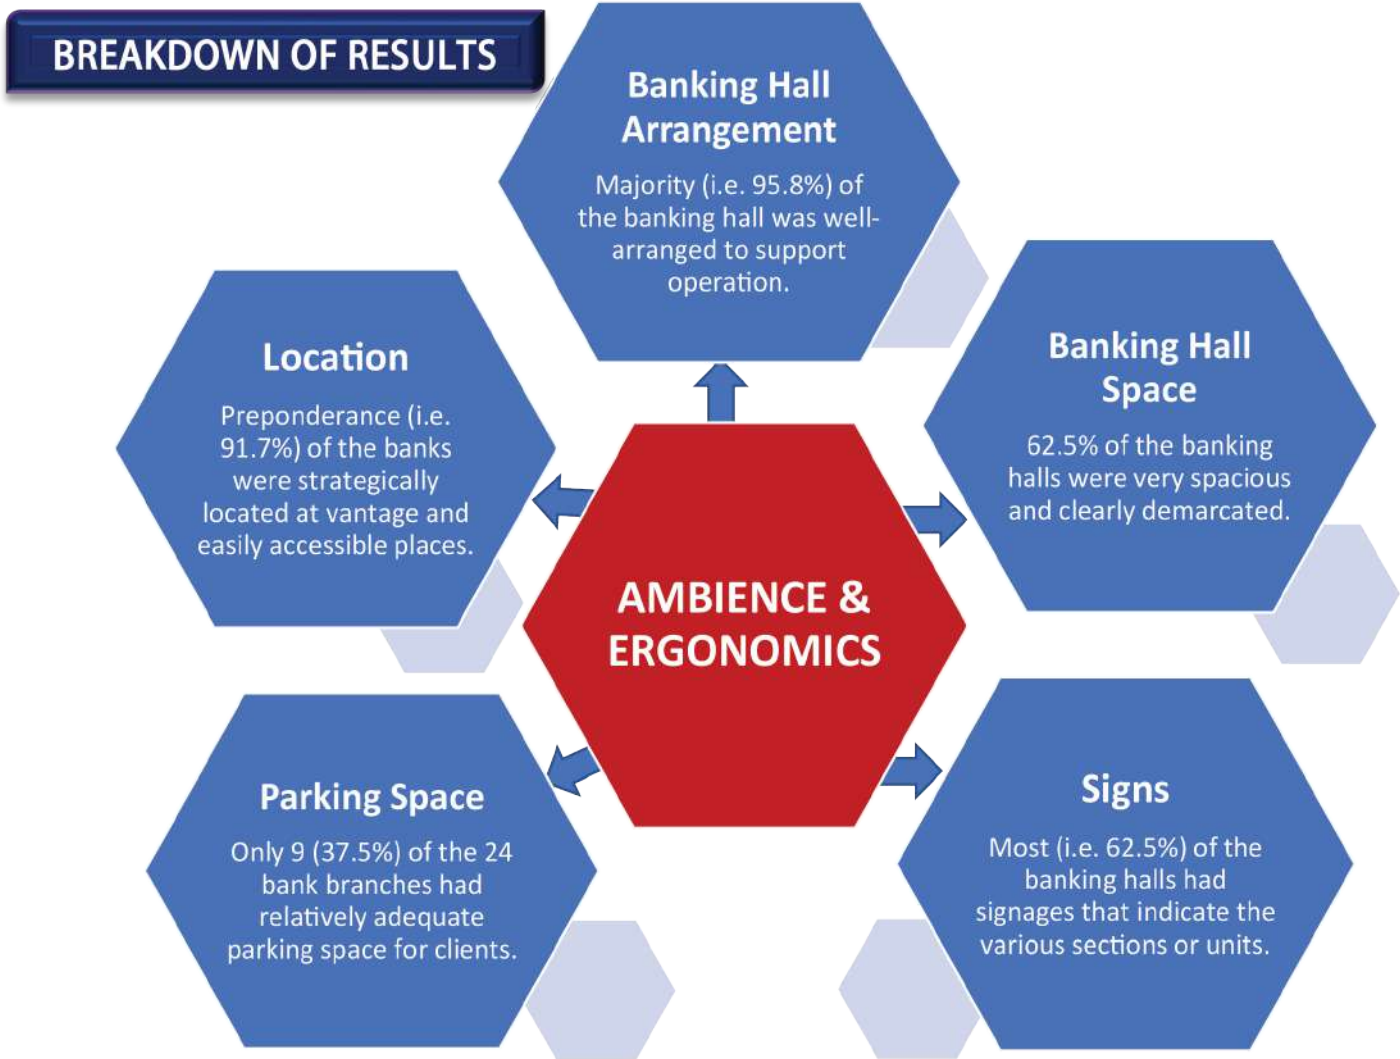 BREAKDOWN OF RESULTS
Banking Hall
Arrangement
Majority (i.e. 95.8%) of
the banking hall was well-
arranged to support
operation.
Location
Preponderance (i.e.
91.7%) of the banks
were strategically
located at vantage and
easily accessible places.
Banking Hall
Space
62.5% of the banking
halls were very spacious
and clearly demarcated.
AMBIENCE &
ERGONOMICS
Parking Space
Only 9 (37.5%) of the 24
bank branches had
relatively adequate
parking space for clients.
Signs
Most (i.e. 62.5%) of the
banking halls had
signages that indicate the
various sections or units.